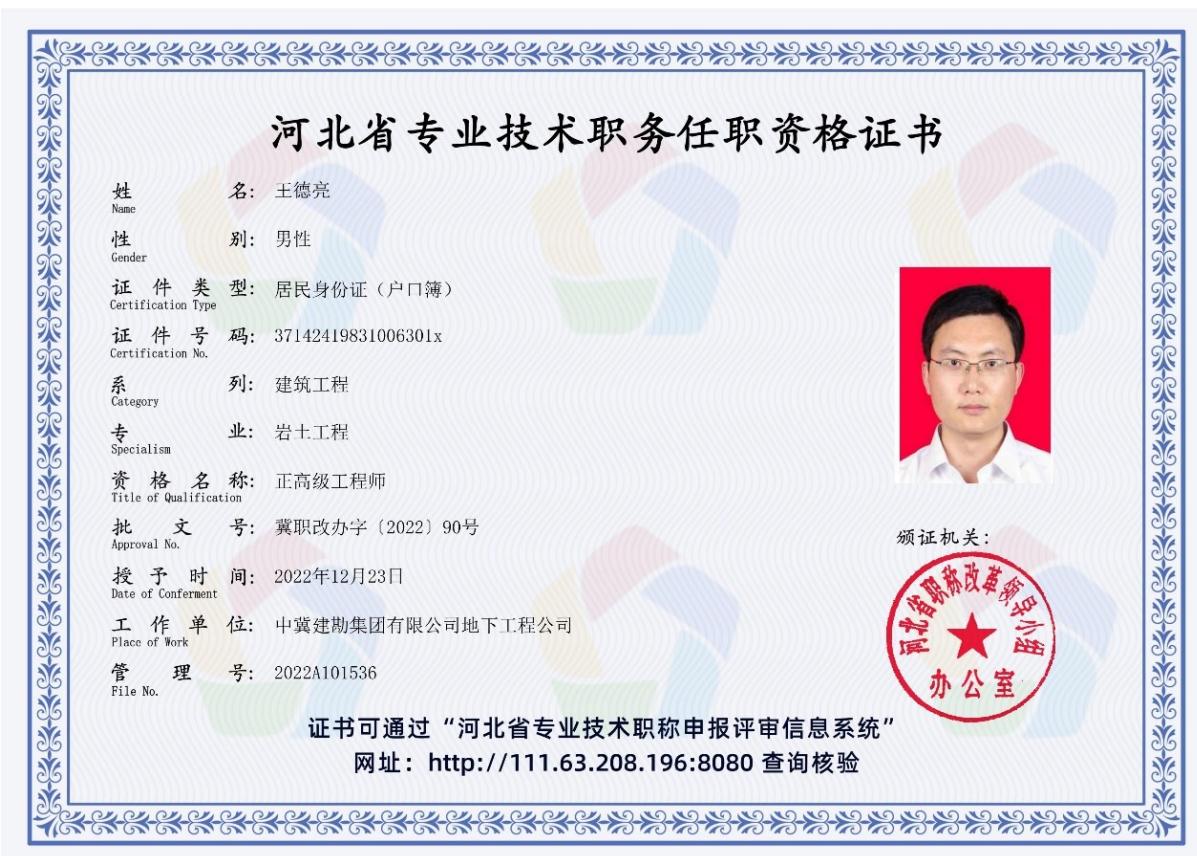 河北省专业技术职务任职资格证书
姓名: 王德亮
Name
性别: 男性
Gender
证件类型: 居民身份证（户口簿）
Certification Type
证件号码: 37142419831006301x
Certification No.
系列: 建筑工程
Category
专业: 岩土工程
Specialism
资格名称: 正高级工程师
Title of Qualification
批文号: 冀职改办字〔2022〕90号
Approval No.
授予时间: 2022年12月23日
Date of Conferment
工作单位: 中冀建勘集团有限公司地下工程公司
Place of Work
管理号: 2022A101536
File No.
颁证机关:
河北省职称改革领导小组
办公室
证书可通过“河北省专业技术职称申报评审信息系统”
网址：http://111.63.208.196:8080 查询核验